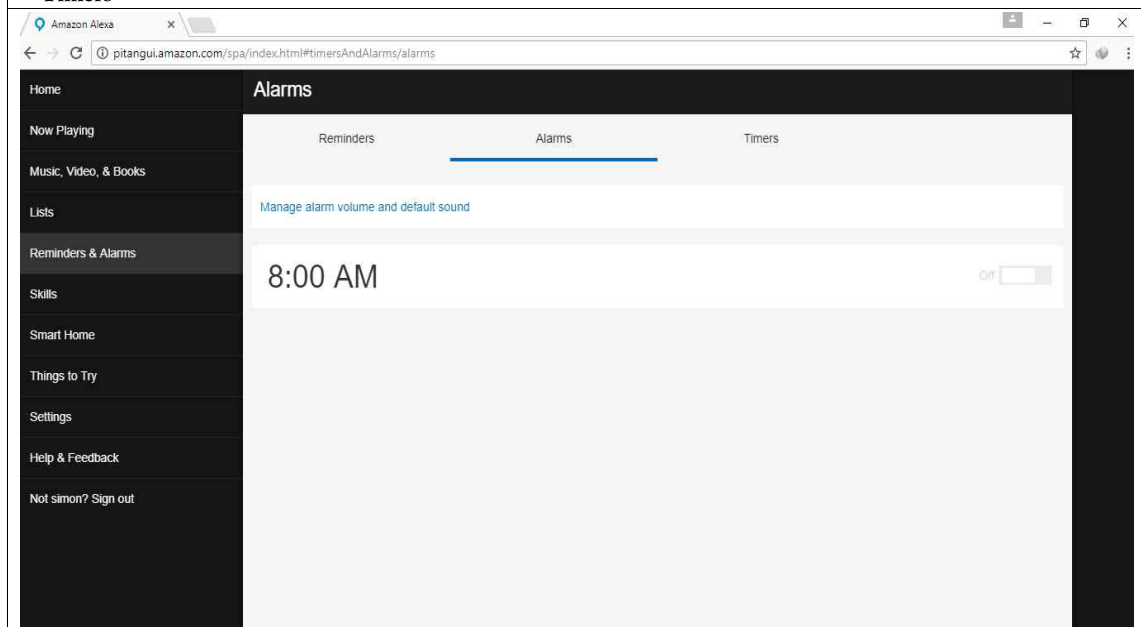 Timers
Amazon Alexa
pitangui.amazon.com/spa/index.html#timersAndAlarms/alarms
Home
Alarms
Now Playing
Reminders Alarms Timers
Music, Video, & Books
Lists
Manage alarm volume and default sound
Reminders & Alarms
8:00 AM
Off
Skills
Smart Home
Things to Try
Settings
Help & Feedback
Not simon? Sign out